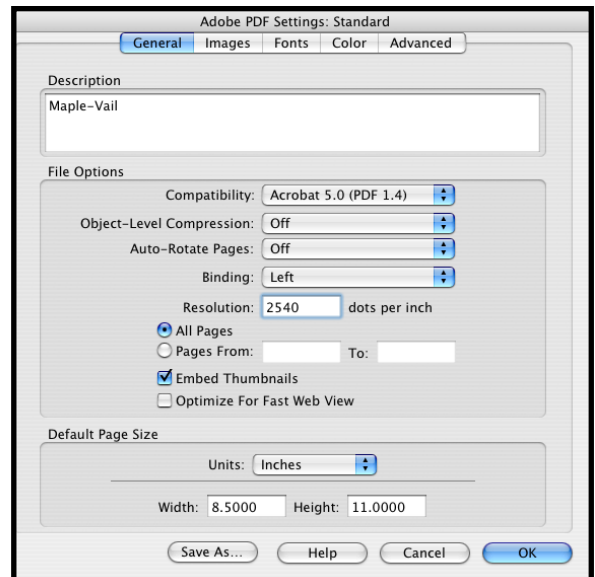 Adobe PDF Settings: Standard
General Images Fonts Color Advanced
Description
Maple-Vail
File Options
Compatibility: Acrobat 5.0 (PDF 1.4)
Object-Level Compression: Off
Auto-Rotate Pages: Off
Binding: Left
Resolution: 2540 dots per inch
All Pages
Pages From: To:
Embed Thumbnails
Optimize For Fast Web View
Default Page Size
Units: Inches
Width: 8.5000 Height: 11.0000
Save As... Help Cancel OK